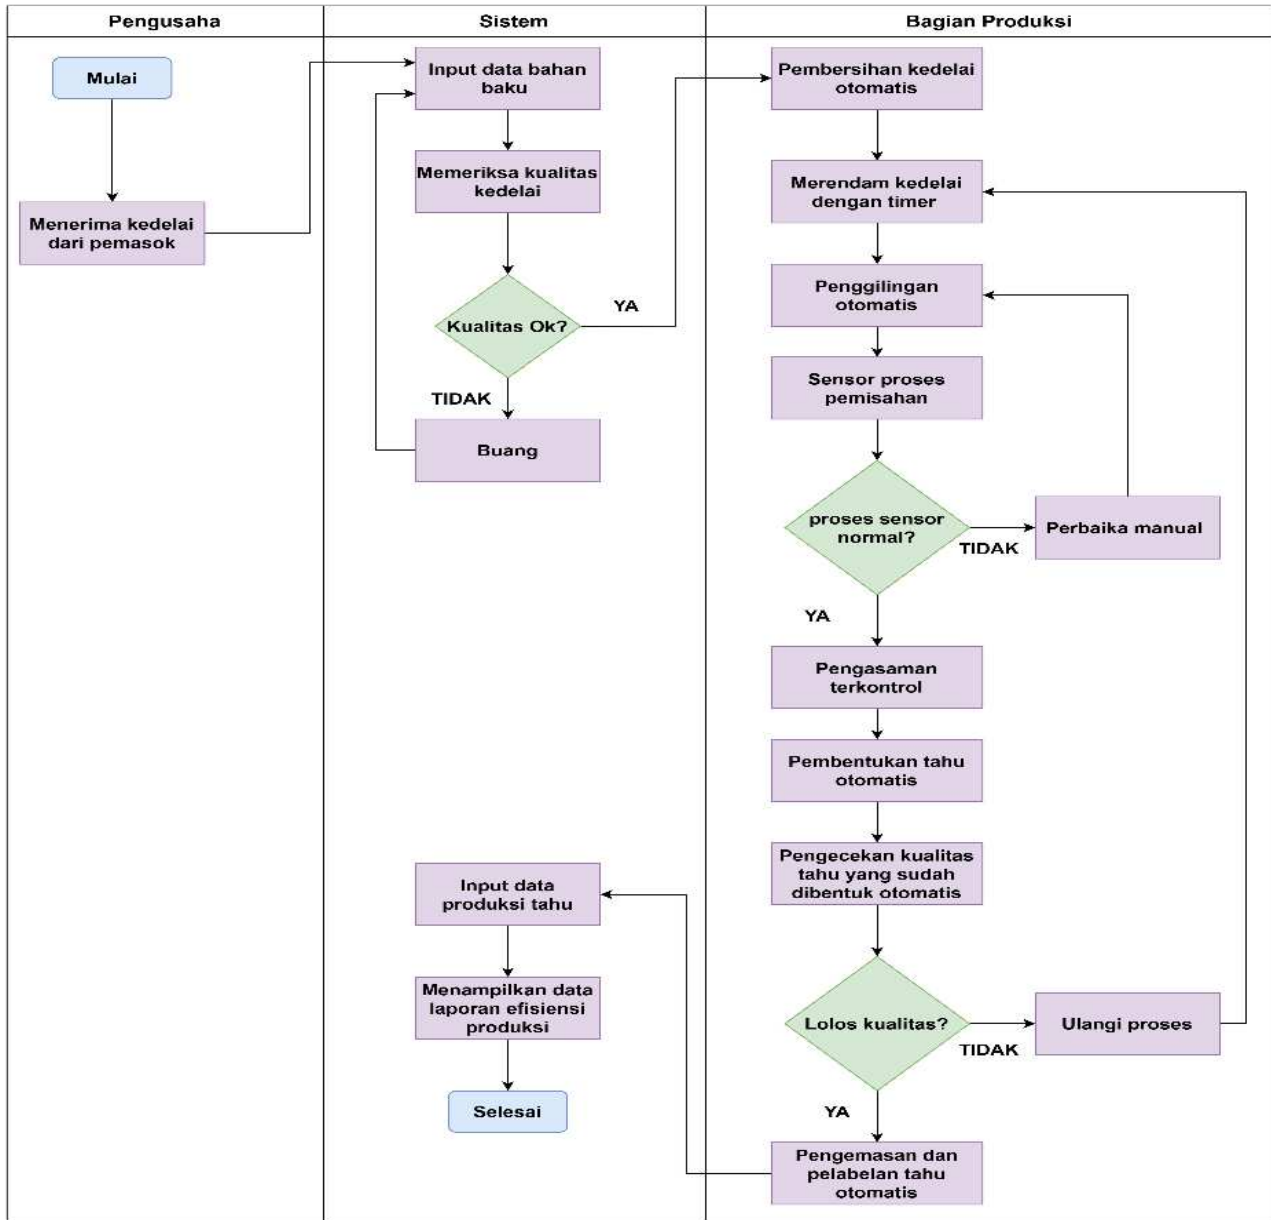 Pengusaha
Sistem
Bagian Produksi
Mulai
Menerima kedelai
dari pemasok
Input data bahan
baku
Memeriksa kualitas
kedelai
Kualitas Ok?
YA
TIDAK
Buang
Pembersihan kedelai
otomatis
Merendam kedelai
dengan timer
Penggilingan
otomatis
Sensor proses
pemisahan
proses sensor
normal?
TIDAK
Perbaika manual
YA
Pengasaman
terkontrol
Pembentukan tahu
otomatis
Pengecekan kualitas
tahu yang sudah
dibentuk otomatis
Lolos kualitas?
TIDAK
Ulangi proses
YA
Pengemasan dan
pelabelan tahu
otomatis
Input data
produksi tahu
Menampilkan data
laporan efisiensi
produksi
Selesai